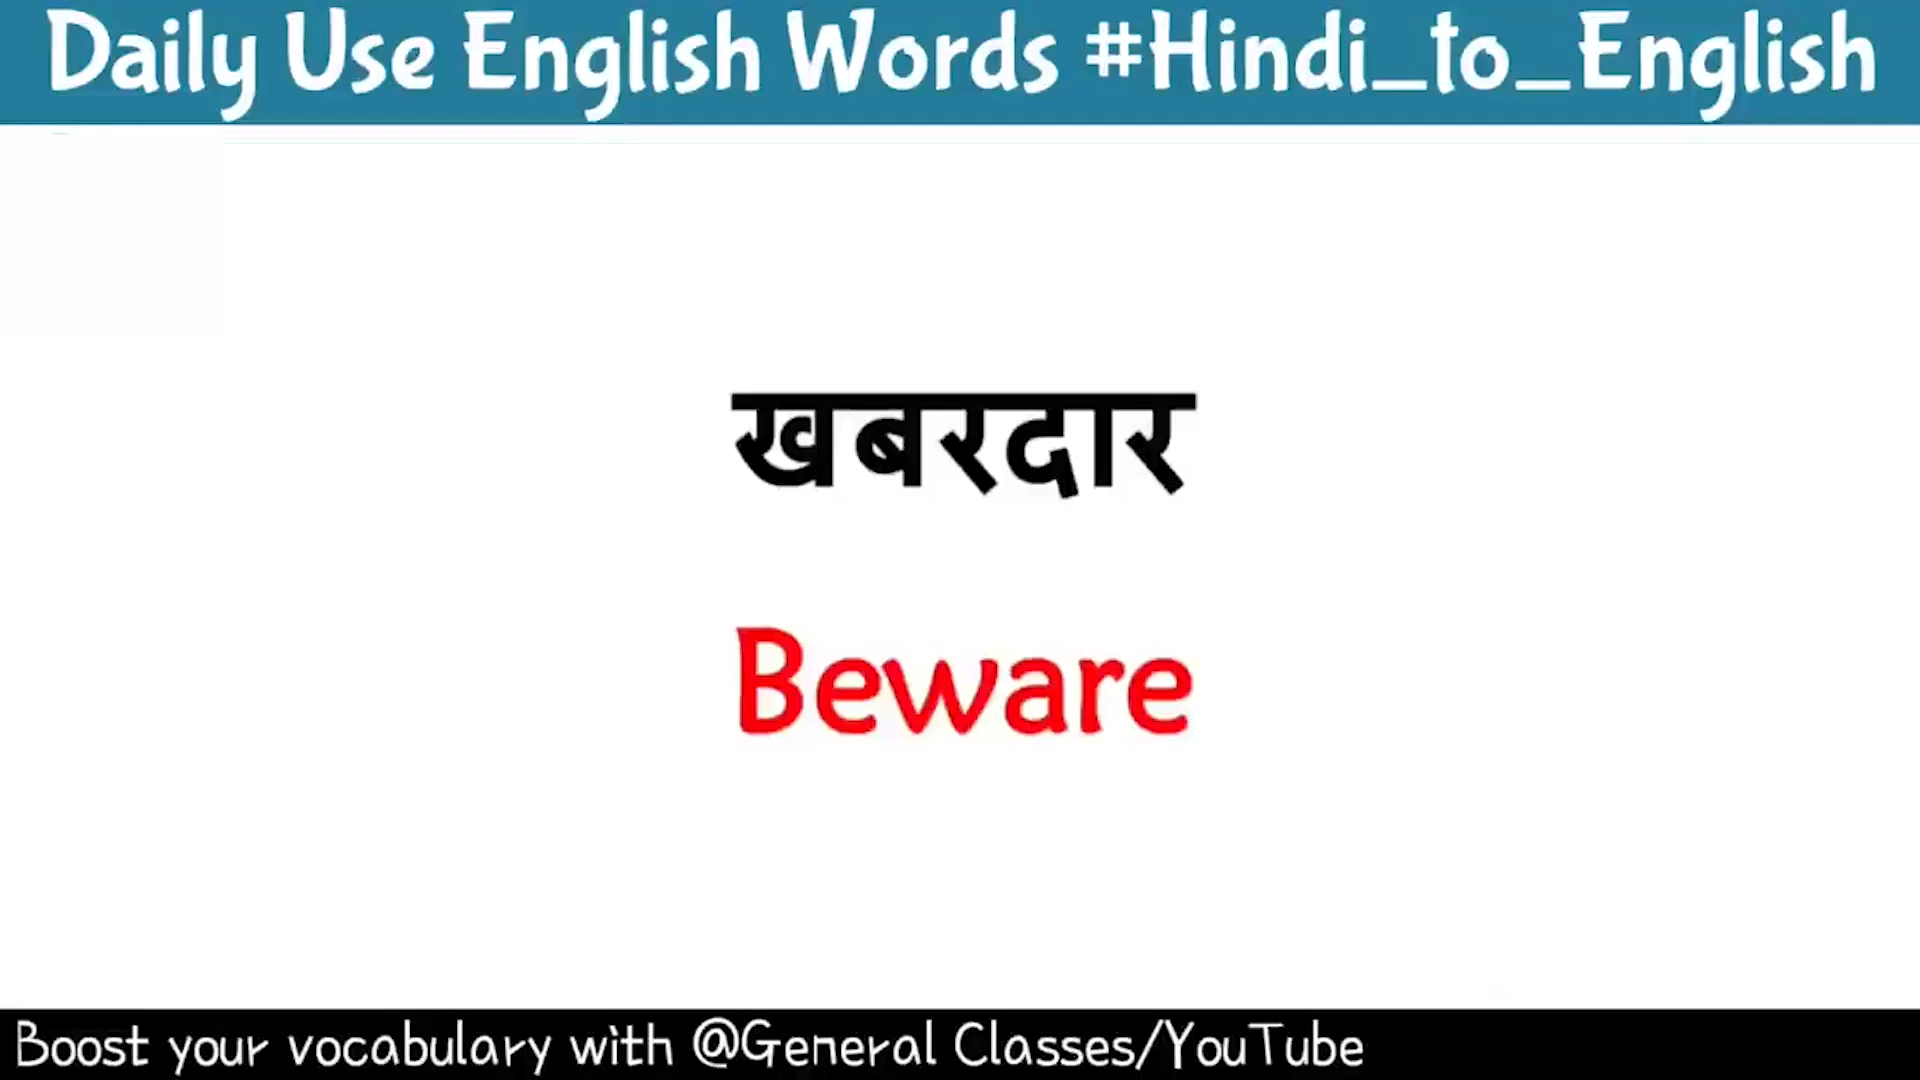 Daily Use English Words #Hindi_to_English
खबरदार
Beware
Boost your vocabulary with @General Classes/YouTube